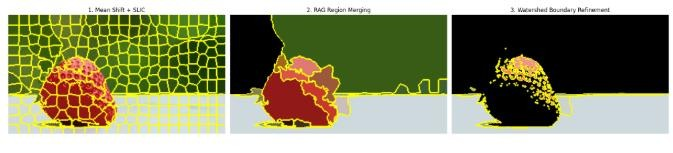 1. Mean Shift + SLIC
2. RAG Region Merging
3. Watershed Boundary Refinement